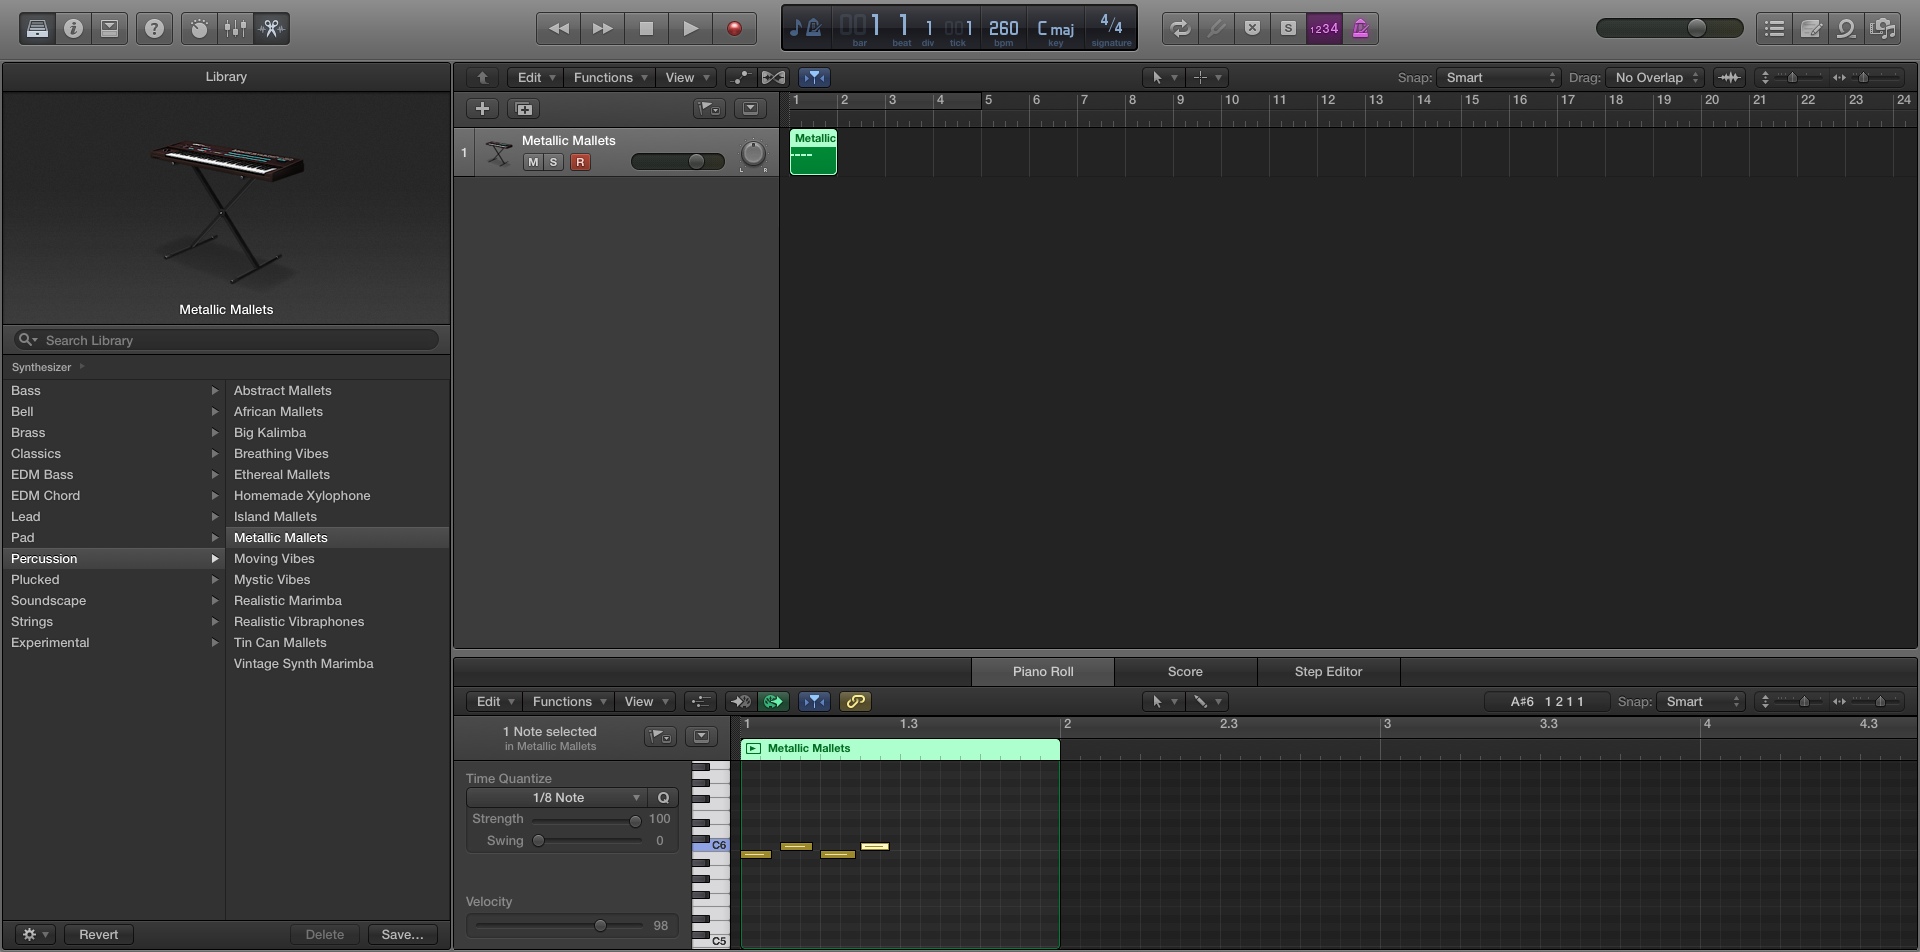 001 1 1 001 260 C maj 4/4
bar beat div tick bpm key signature
S 1234
Library
Edit Functions View Snap: Smart Drag: No Overlap
1 2 3 4 5 6 7 8 9 10 11 12 13 14 15 16 17 18 19 20 21 22 23 24
1 Metallic Mallets
M S R L R
Metallic
Metallic Mallets
Search Library
Synthesizer
Bass
Bell
Brass
Classics
EDM Bass
EDM Chord
Lead
Pad
Percussion
Plucked
Soundscape
Strings
Experimental
Abstract Mallets
African Mallets
Big Kalimba
Breathing Vibes
Ethereal Mallets
Homemade Xylophone
Island Mallets
Metallic Mallets
Moving Vibes
Mystic Vibes
Realistic Marimba
Realistic Vibraphones
Tin Can Mallets
Vintage Synth Marimba
Revert Delete Save...
Piano Roll Score Step Editor
Edit Functions View A#6 1 2 1 1 Snap: Smart
1 1.3 2 2.3 3 3.3 4 4.3
1 Note selected
in Metallic Mallets
Metallic Mallets
Time Quantize
1/8 Note Q
Strength 100
Swing 0
C6
Velocity
98
C5